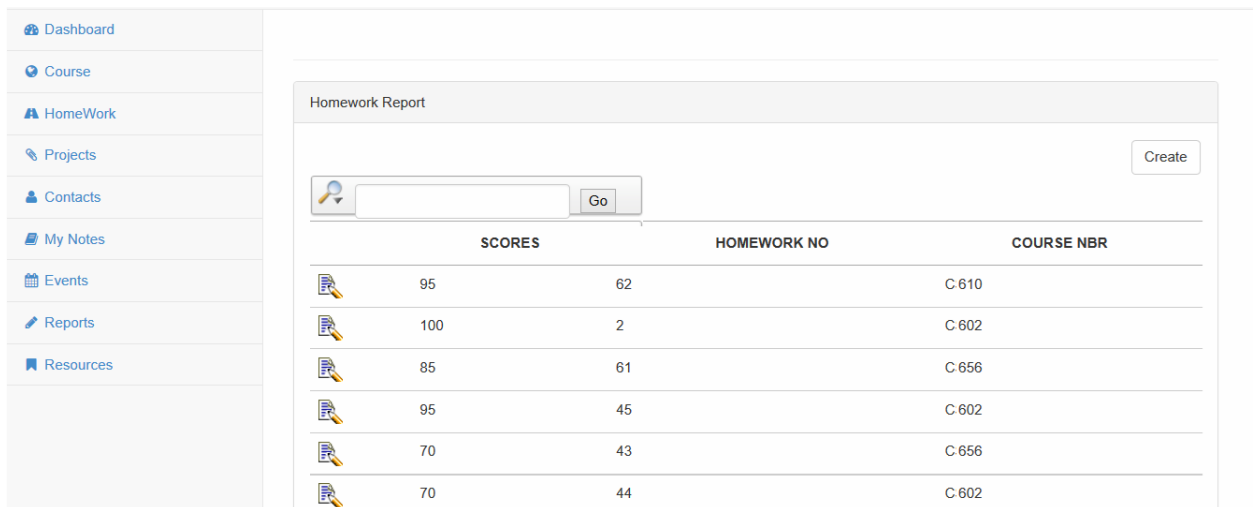 Dashboard
Course
HomeWork
Projects
Contacts
My Notes
Events
Reports
Resources
Homework Report
Create
Go
SCORES HOMEWORK NO COURSE NBR
95 62 C-610
100 2 C-602
85 61 C-656
95 45 C-602
70 43 C-656
70 44 C-602